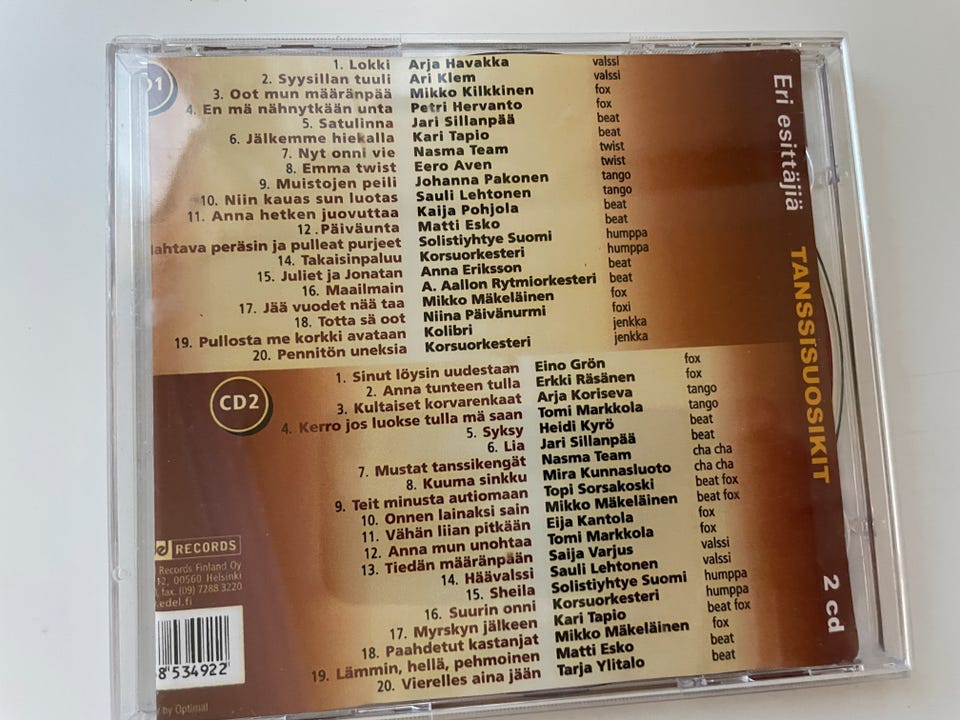 D1
1. Lokki Arja Havakka valssi
2. Syysillan tuuli Ari Klem valssi
3. Oot mun määränpää Mikko Kilkkinen fox
4. En mä nähnytkään unta Petri Hervanto fox
5. Satulinna Jari Sillanpää beat
6. Jälkemme hiekalla Kari Tapio beat
7. Nyt onni vie Nasma Team twist
8. Emma twist Eero Aven twist
9. Muistojen peili Johanna Pakonen tango
10. Niin kauas sun luotas Sauli Lehtonen tango
11. Anna hetken juovuttaa Kaija Pohjola beat
12. Päiväunta Matti Esko beat
ahtava peräsin ja pulleat purjeet Solistiyhtye Suomi humppa
14. Takaisinpaluu Korsuorkesteri humppa
15. Juliet ja Jonatan Anna Eriksson beat
16. Maailmain A. Aallon Rytmiorkesteri beat
17. Jää vuodet nää taa Mikko Mäkeläinen fox
18. Totta sä oot Niina Päivänurmi foxi
19. Pullosta me korkki avataan Kolibri jenkka
20. Pennitön uneksia Korsuorkesteri jenkka
CD2
1. Sinut löysin uudestaan Eino Grön fox
2. Anna tunteen tulla Erkki Räsänen fox
3. Kultaiset korvarenkaat Arja Koriseva tango
4. Kerro jos luokse tulla mä saan Tomi Markkola tango
5. Syksy Heidi Kyrö beat
6. Lia Jari Sillanpää beat
7. Mustat tanssikengät Nasma Team cha cha
8. Kuuma sinkku Mira Kunnasluoto cha cha
9. Teit minusta autiomaan Topi Sorsakoski beat fox
10. Onnen lainaksi sain Mikko Mäkeläinen beat fox
11. Vähän liian pitkään Eija Kantola fox
12. Anna mun unohtaa Tomi Markkola fox
13. Tiedän määränpään Saija Varjus valssi
14. Häävalssi Sauli Lehtonen valssi
15. Sheila Solistiyhtye Suomi humppa
16. Suurin onni Korsuorkesteri humppa
17. Myrskyn jälkeen Kari Tapio beat fox
18. Paahdetut kastanjat Mikko Mäkeläinen fox
19. Lämmin, hellä, pehmoinen Matti Esko beat
20. Vierelles aina jään Tarja Ylitalo beat
Eri esittäjiä TANSSISUOSIKIT 2 cd
RECORDS
Records Finland Oy
12, 00560 Helsinki
fax. (09) 7288 3220
.edel.fi
8 534922
by Optimal